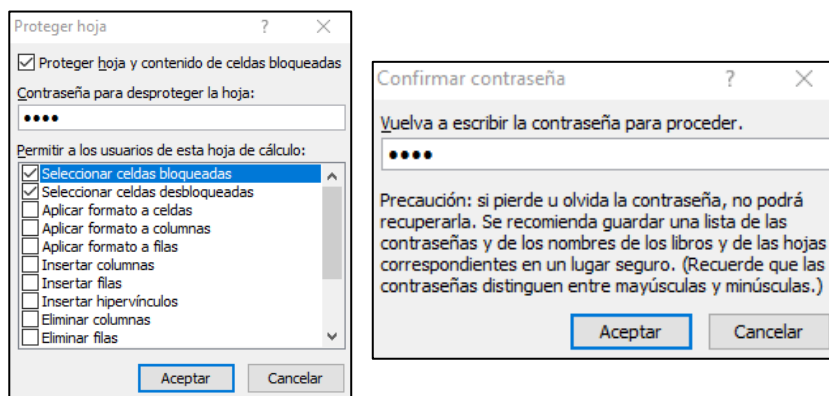 Proteger hoja
Proteger hoja y contenido de celdas bloqueadas
Contraseña para desproteger la hoja:
••••
Permitir a los usuarios de esta hoja de cálculo:
Seleccionar celdas bloqueadas
Seleccionar celdas desbloqueadas
Aplicar formato a celdas
Aplicar formato a columnas
Aplicar formato a filas
Insertar columnas
Insertar filas
Insertar hipervínculos
Eliminar columnas
Eliminar filas
Aceptar Cancelar
Confirmar contraseña
Vuelva a escribir la contraseña para proceder.
••••
Precaución: si pierde u olvida la contraseña, no podrá
recuperarla. Se recomienda guardar una lista de las
contraseñas y de los nombres de los libros y de las hojas
correspondientes en un lugar seguro. (Recuerde que las
contraseñas distinguen entre mayúsculas y minúsculas.)
Aceptar Cancelar